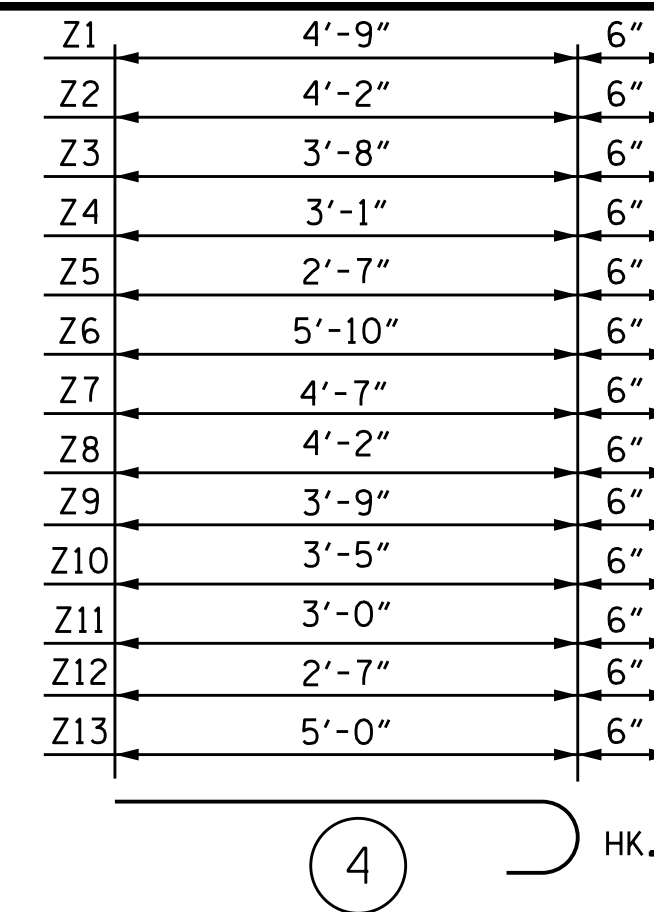 Z1 4'-9" 6"
Z2 4'-2" 6"
Z3 3'-8" 6"
Z4 3'-1" 6"
Z5 2'-7" 6"
Z6 5'-10" 6"
Z7 4'-7" 6"
Z8 4'-2" 6"
Z9 3'-9" 6"
Z10 3'-5" 6"
Z11 3'-0" 6"
Z12 2'-7" 6"
Z13 5'-0" 6"
4 HK.